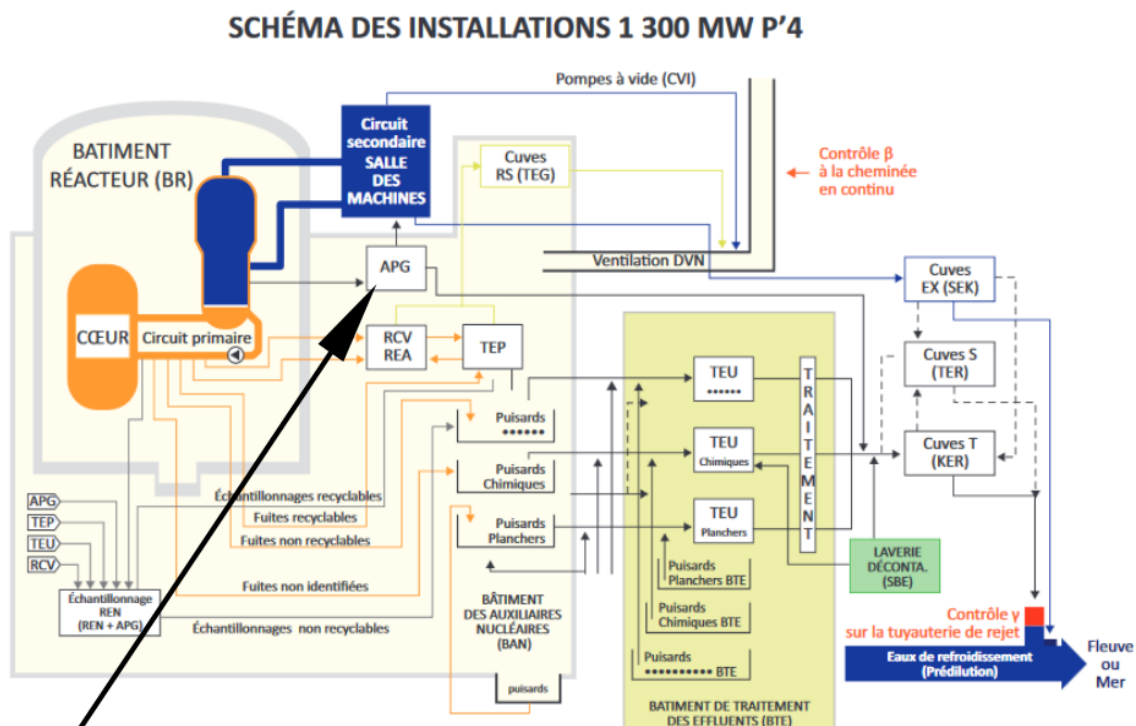 SCHÉMA DES INSTALLATIONS 1 300 MW P’4
Pompes à vide (CVI)
BATIMENT
RÉACTEUR (BR)
Circuit
secondaire
SALLE
DES
MACHINES
Cuves
RS (TEG)
Contrôle β
à la cheminée
en continu
Ventilation DVN
APG
Cuves
EX (SEK)
CŒUR
Circuit primaire
RCV
REA
TEP
Cuves S
(TER)
TEU
••••••
Puisards
••••••
TRAITEMENT
TEU
Chimiques
Cuves T
(KER)
Puisards
Chimiques
Échantillonnages recyclables
Fuites recyclables
Fuites non recyclables
Puisards
Planchers
TEU
Planchers
APG
TEP
TEU
RCV
Fuites non identifiées
Puisards
Planchers BTE
LAVERIE
DÉCONTA.
(SBE)
Échantillonnage
REN
(REN + APG)
Échantillonnages non recyclables
BÂTIMENT
DES AUXILIAIRES
NUCLÉAIRES (BAN)
Puisards
Chimiques BTE
Contrôle γ
sur la tuyauterie de rejet
Puisards
•••••••••• BTE
Eaux de refroidissement
(Prédilution)
Fleuve
ou
Mer
puisards
BATIMENT DE TRAITEMENT
DES EFFLUENTS (BTE)